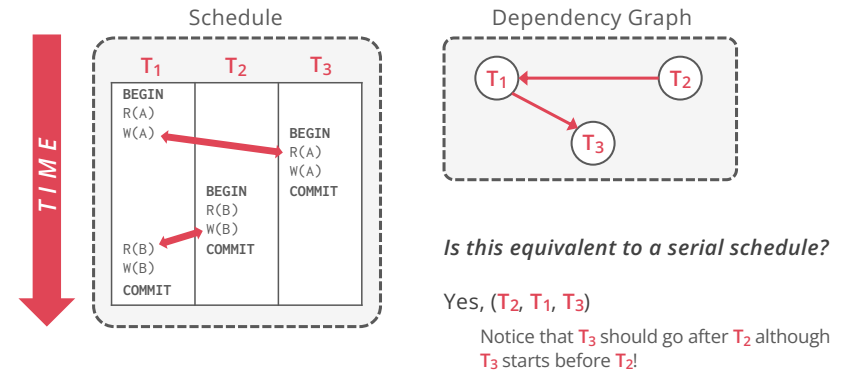 Schedule
Dependency Graph
TIME
T1 T2 T3
BEGIN
R(A)
W(A)
R(B)
W(B)
COMMIT
BEGIN
R(B)
W(B)
COMMIT
BEGIN
R(A)
W(A)
COMMIT
T1
T2
T3
Is this equivalent to a serial schedule?
Yes, (T2, T1, T3)
Notice that T3 should go after T2 although
T3 starts before T2!